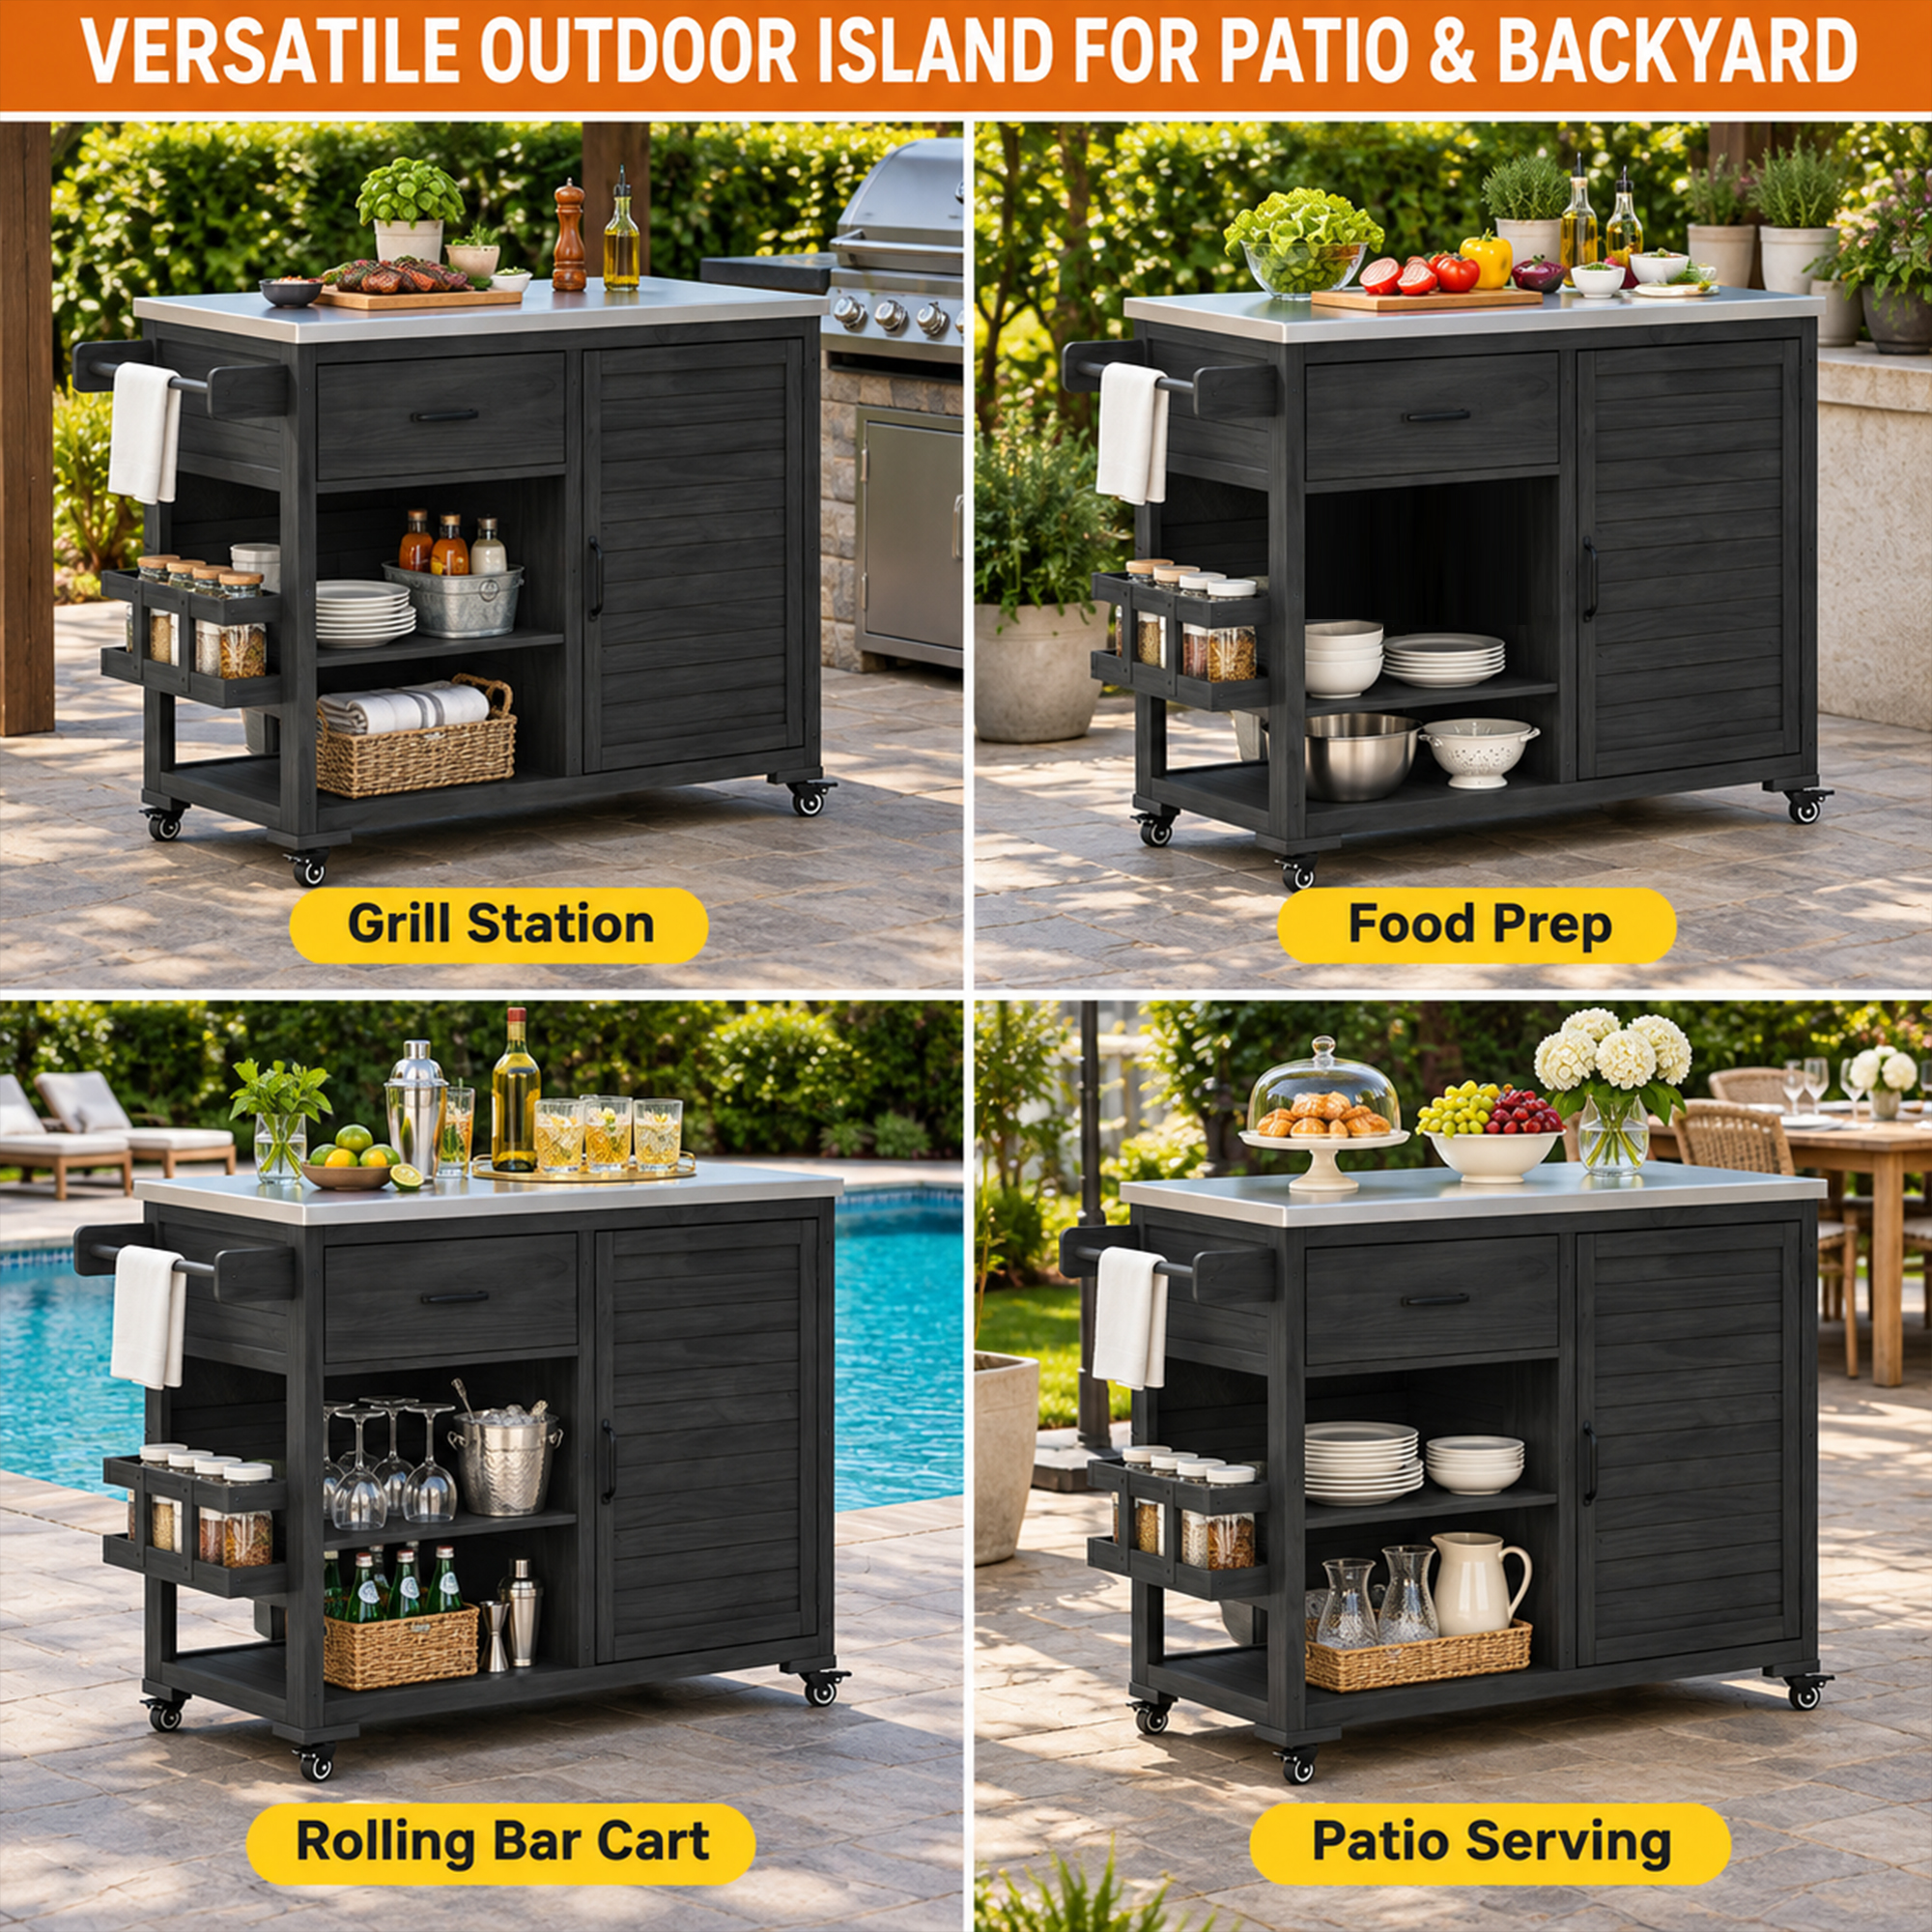 VERSATILE OUTDOOR ISLAND FOR PATIO & BACKYARD
Grill Station
Food Prep
Rolling Bar Cart
Patio Serving